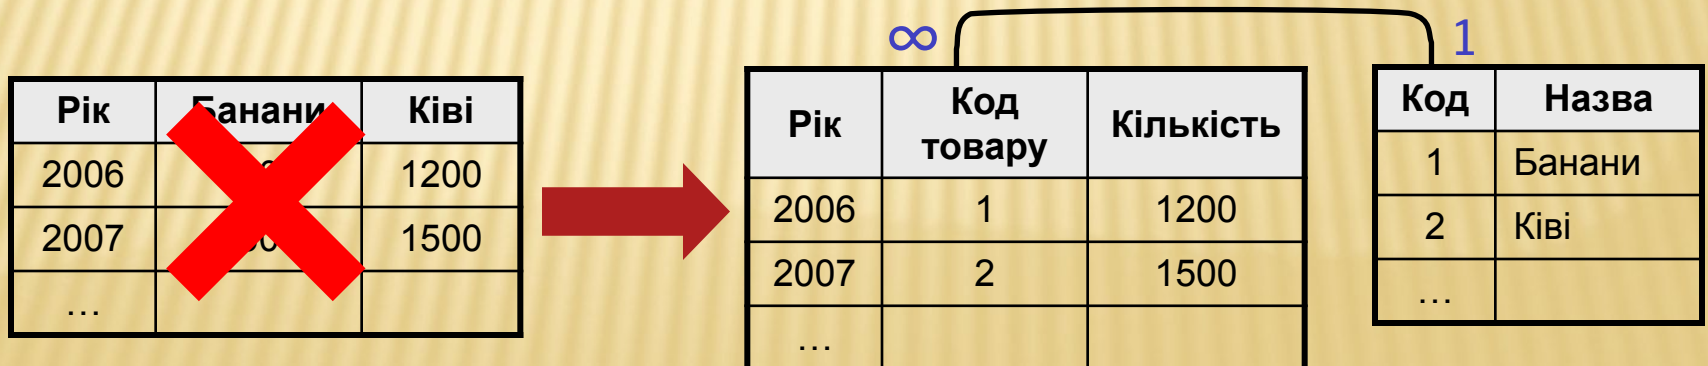 ∞ 1
Рік Банани Ківі
2006 1200
2007 1500
…
Рік Код товару Кількість
2006 1 1200
2007 2 1500
…
Код Назва
1 Банани
2 Ківі
…